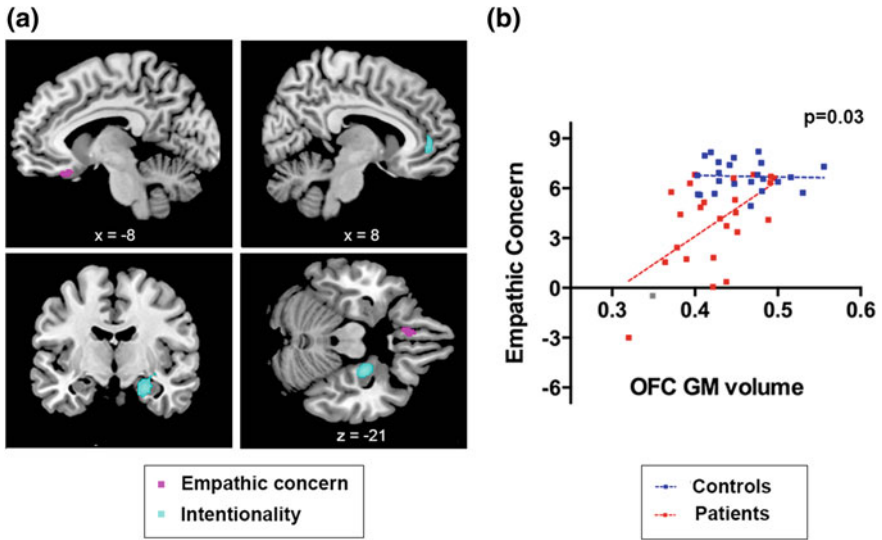 (a)
x = -8
x = 8
z = -21
Empathic concern
Intentionality
(b)
p=0.03
Empathic Concern
9
6
3
0
-3
-6
0.3
0.4
0.5
0.6
OFC GM volume
Controls
Patients